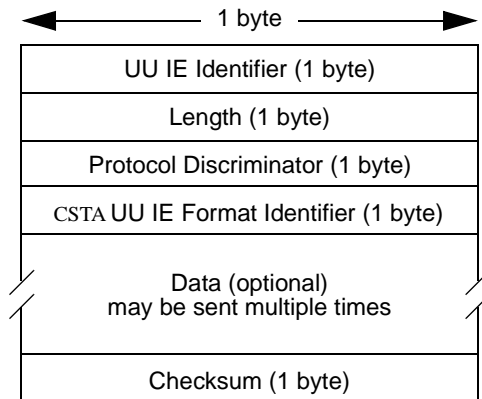 1 byte
UU IE Identifier (1 byte)
Length (1 byte)
Protocol Discriminator (1 byte)
CSTA UU IE Format Identifier (1 byte)
Data (optional)
may be sent multiple times
Checksum (1 byte)